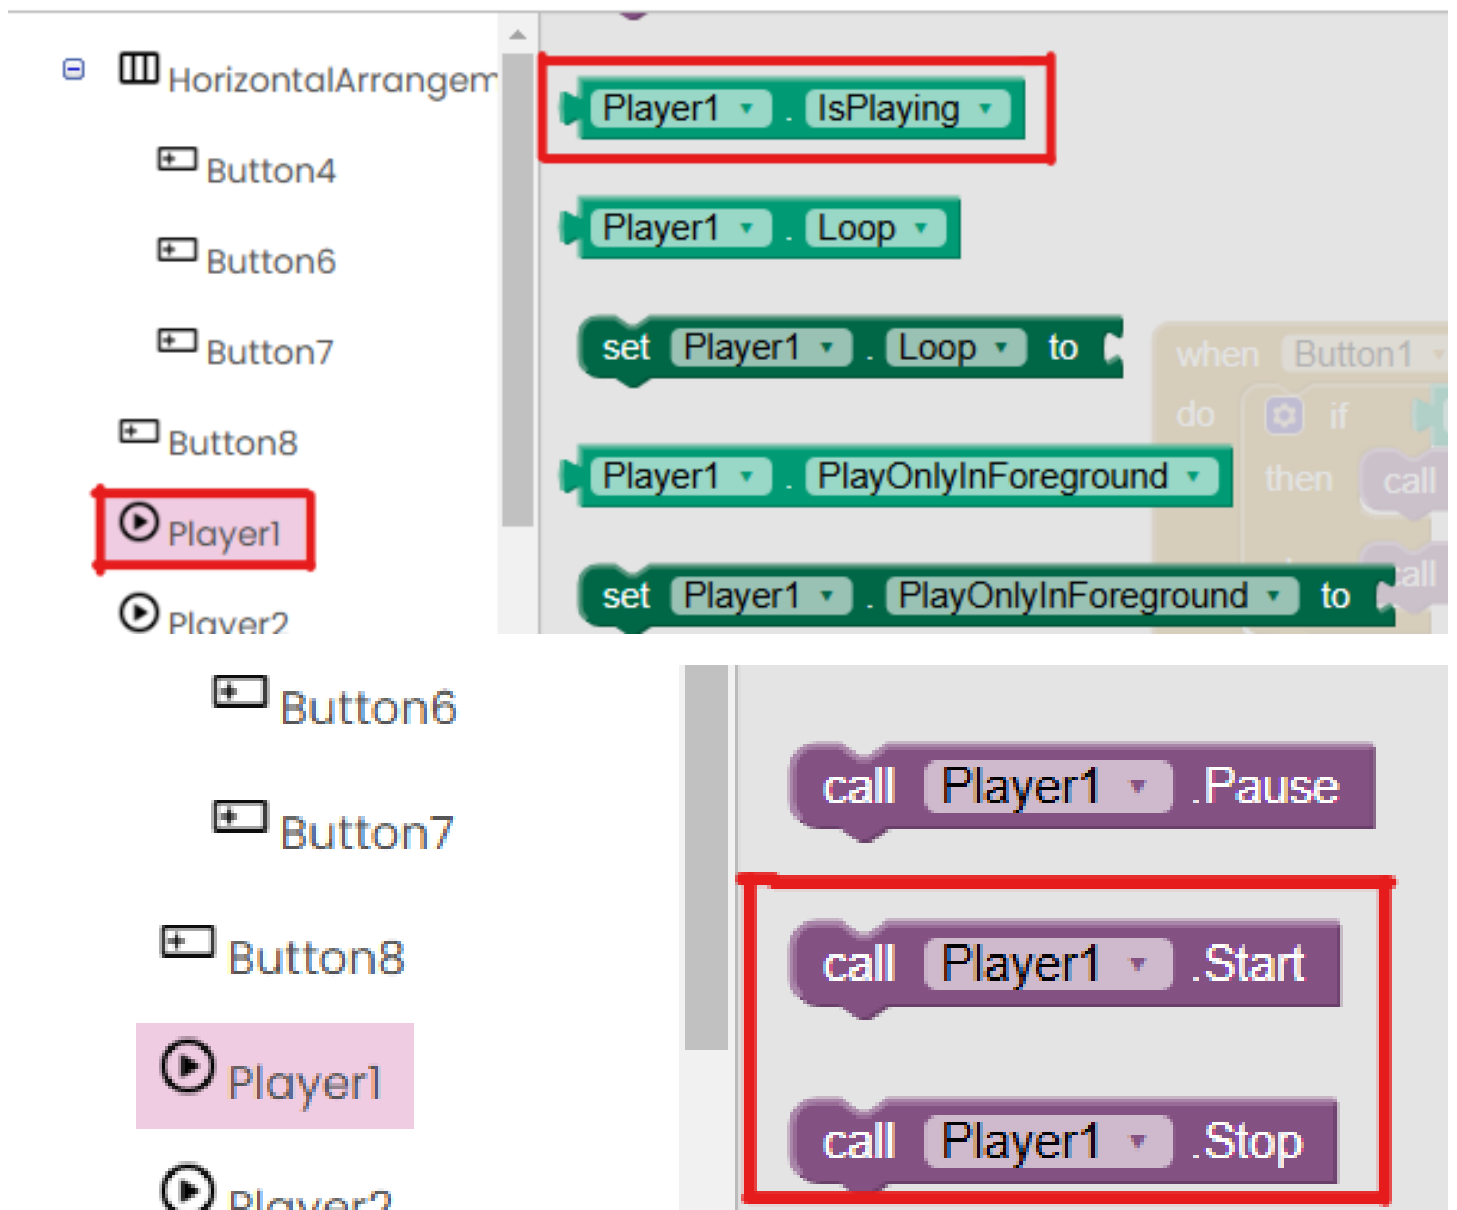 HorizontalArrangem
Button4
Button6
Button7
Button8
Player1
Player2
Player1 . IsPlaying
Player1 . Loop
set Player1 . Loop to
Player1 . PlayOnlyInForeground
set Player1 . PlayOnlyInForeground to
when Button1
do if
then call
call
Button6
Button7
Button8
Player1
Player2
call Player1 .Pause
call Player1 .Start
call Player1 .Stop